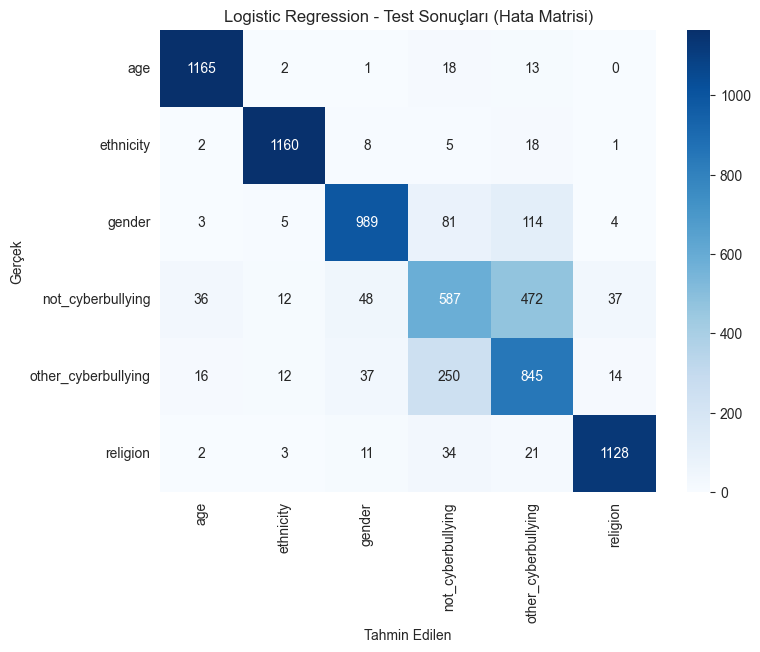 Logistic Regression - Test Sonuçları (Hata Matrisi)
Gerçek
age 1165 2 1 18 13 0
ethnicity 2 1160 8 5 18 1
gender 3 5 989 81 114 4
not_cyberbullying 36 12 48 587 472 37
other_cyberbullying 16 12 37 250 845 14
religion 2 3 11 34 21 1128
age ethnicity gender not_cyberbullying other_cyberbullying religion
Tahmin Edilen
1000
800
600
400
200
0